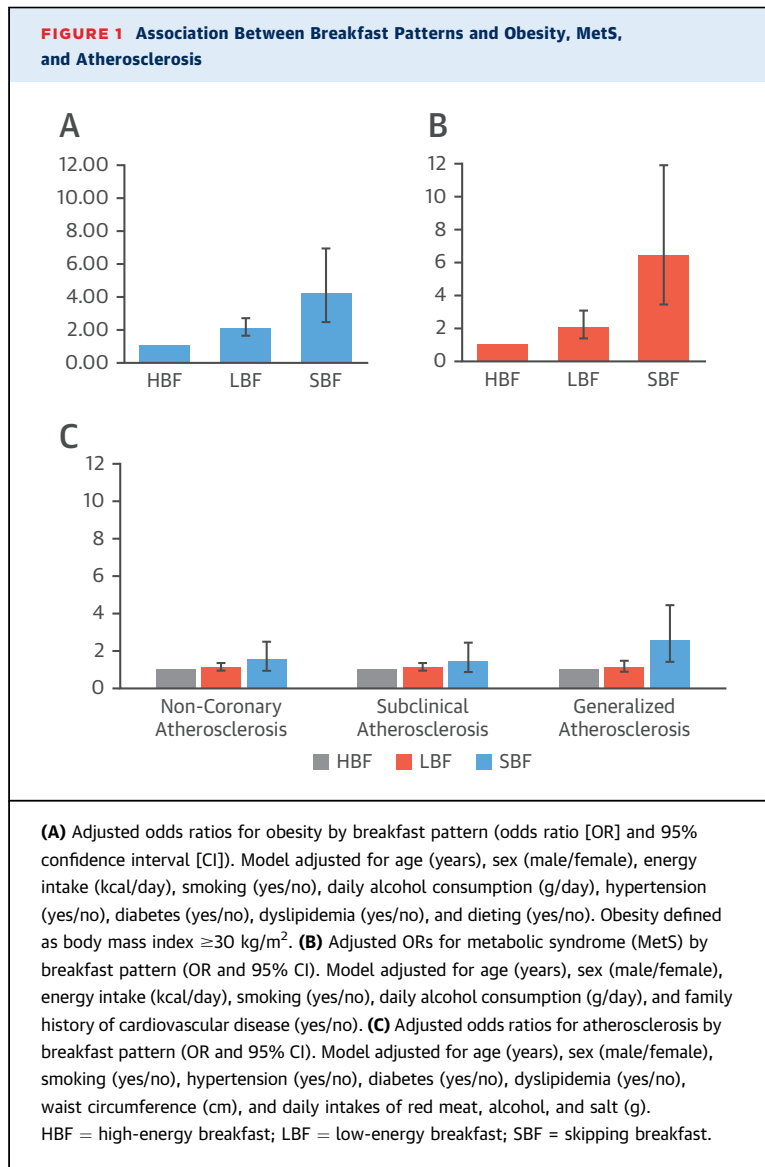 FIGURE 1 Association Between Breakfast Patterns and Obesity, MetS,
and Atherosclerosis
A
12.00
10.00
8.00
6.00
4.00
2.00
0.00
HBF LBF SBF
B
12
10
8
6
4
2
0
HBF LBF SBF
C
12
10
8
6
4
2
0
Non-Coronary Subclinical Generalized
Atherosclerosis Atherosclerosis Atherosclerosis
HBF LBF SBF
(A) Adjusted odds ratios for obesity by breakfast pattern (odds ratio [OR] and 95%
confidence interval [CI]). Model adjusted for age (years), sex (male/female), energy
intake (kcal/day), smoking (yes/no), daily alcohol consumption (g/day), hypertension
(yes/no), diabetes (yes/no), dyslipidemia (yes/no), and dieting (yes/no). Obesity defined
as body mass index ≥30 kg/m². (B) Adjusted ORs for metabolic syndrome (MetS) by
breakfast pattern (OR and 95% CI). Model adjusted for age (years), sex (male/female),
energy intake (kcal/day), smoking (yes/no), daily alcohol consumption (g/day), and family
history of cardiovascular disease (yes/no). (C) Adjusted odds ratios for atherosclerosis by
breakfast pattern (OR and 95% CI). Model adjusted for age (years), sex (male/female),
smoking (yes/no), hypertension (yes/no), diabetes (yes/no), dyslipidemia (yes/no),
waist circumference (cm), and daily intakes of red meat, alcohol, and salt (g).
HBF = high-energy breakfast; LBF = low-energy breakfast; SBF = skipping breakfast.